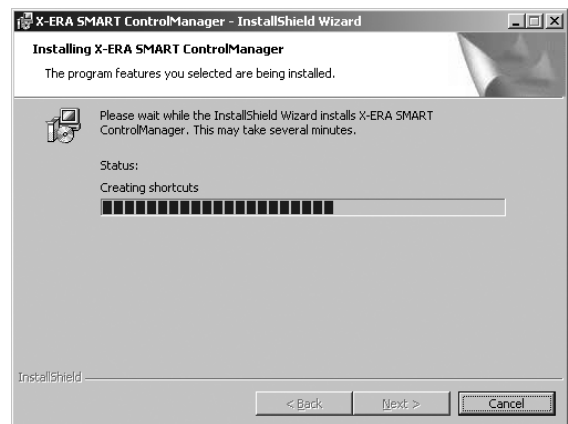 X-ERA SMART ControlManager - InstallShield Wizard
Installing X-ERA SMART ControlManager
The program features you selected are being installed.
Please wait while the InstallShield Wizard installs X-ERA SMART
ControlManager. This may take several minutes.
Status:
Creating shortcuts
InstallShield
< Back Next > Cancel